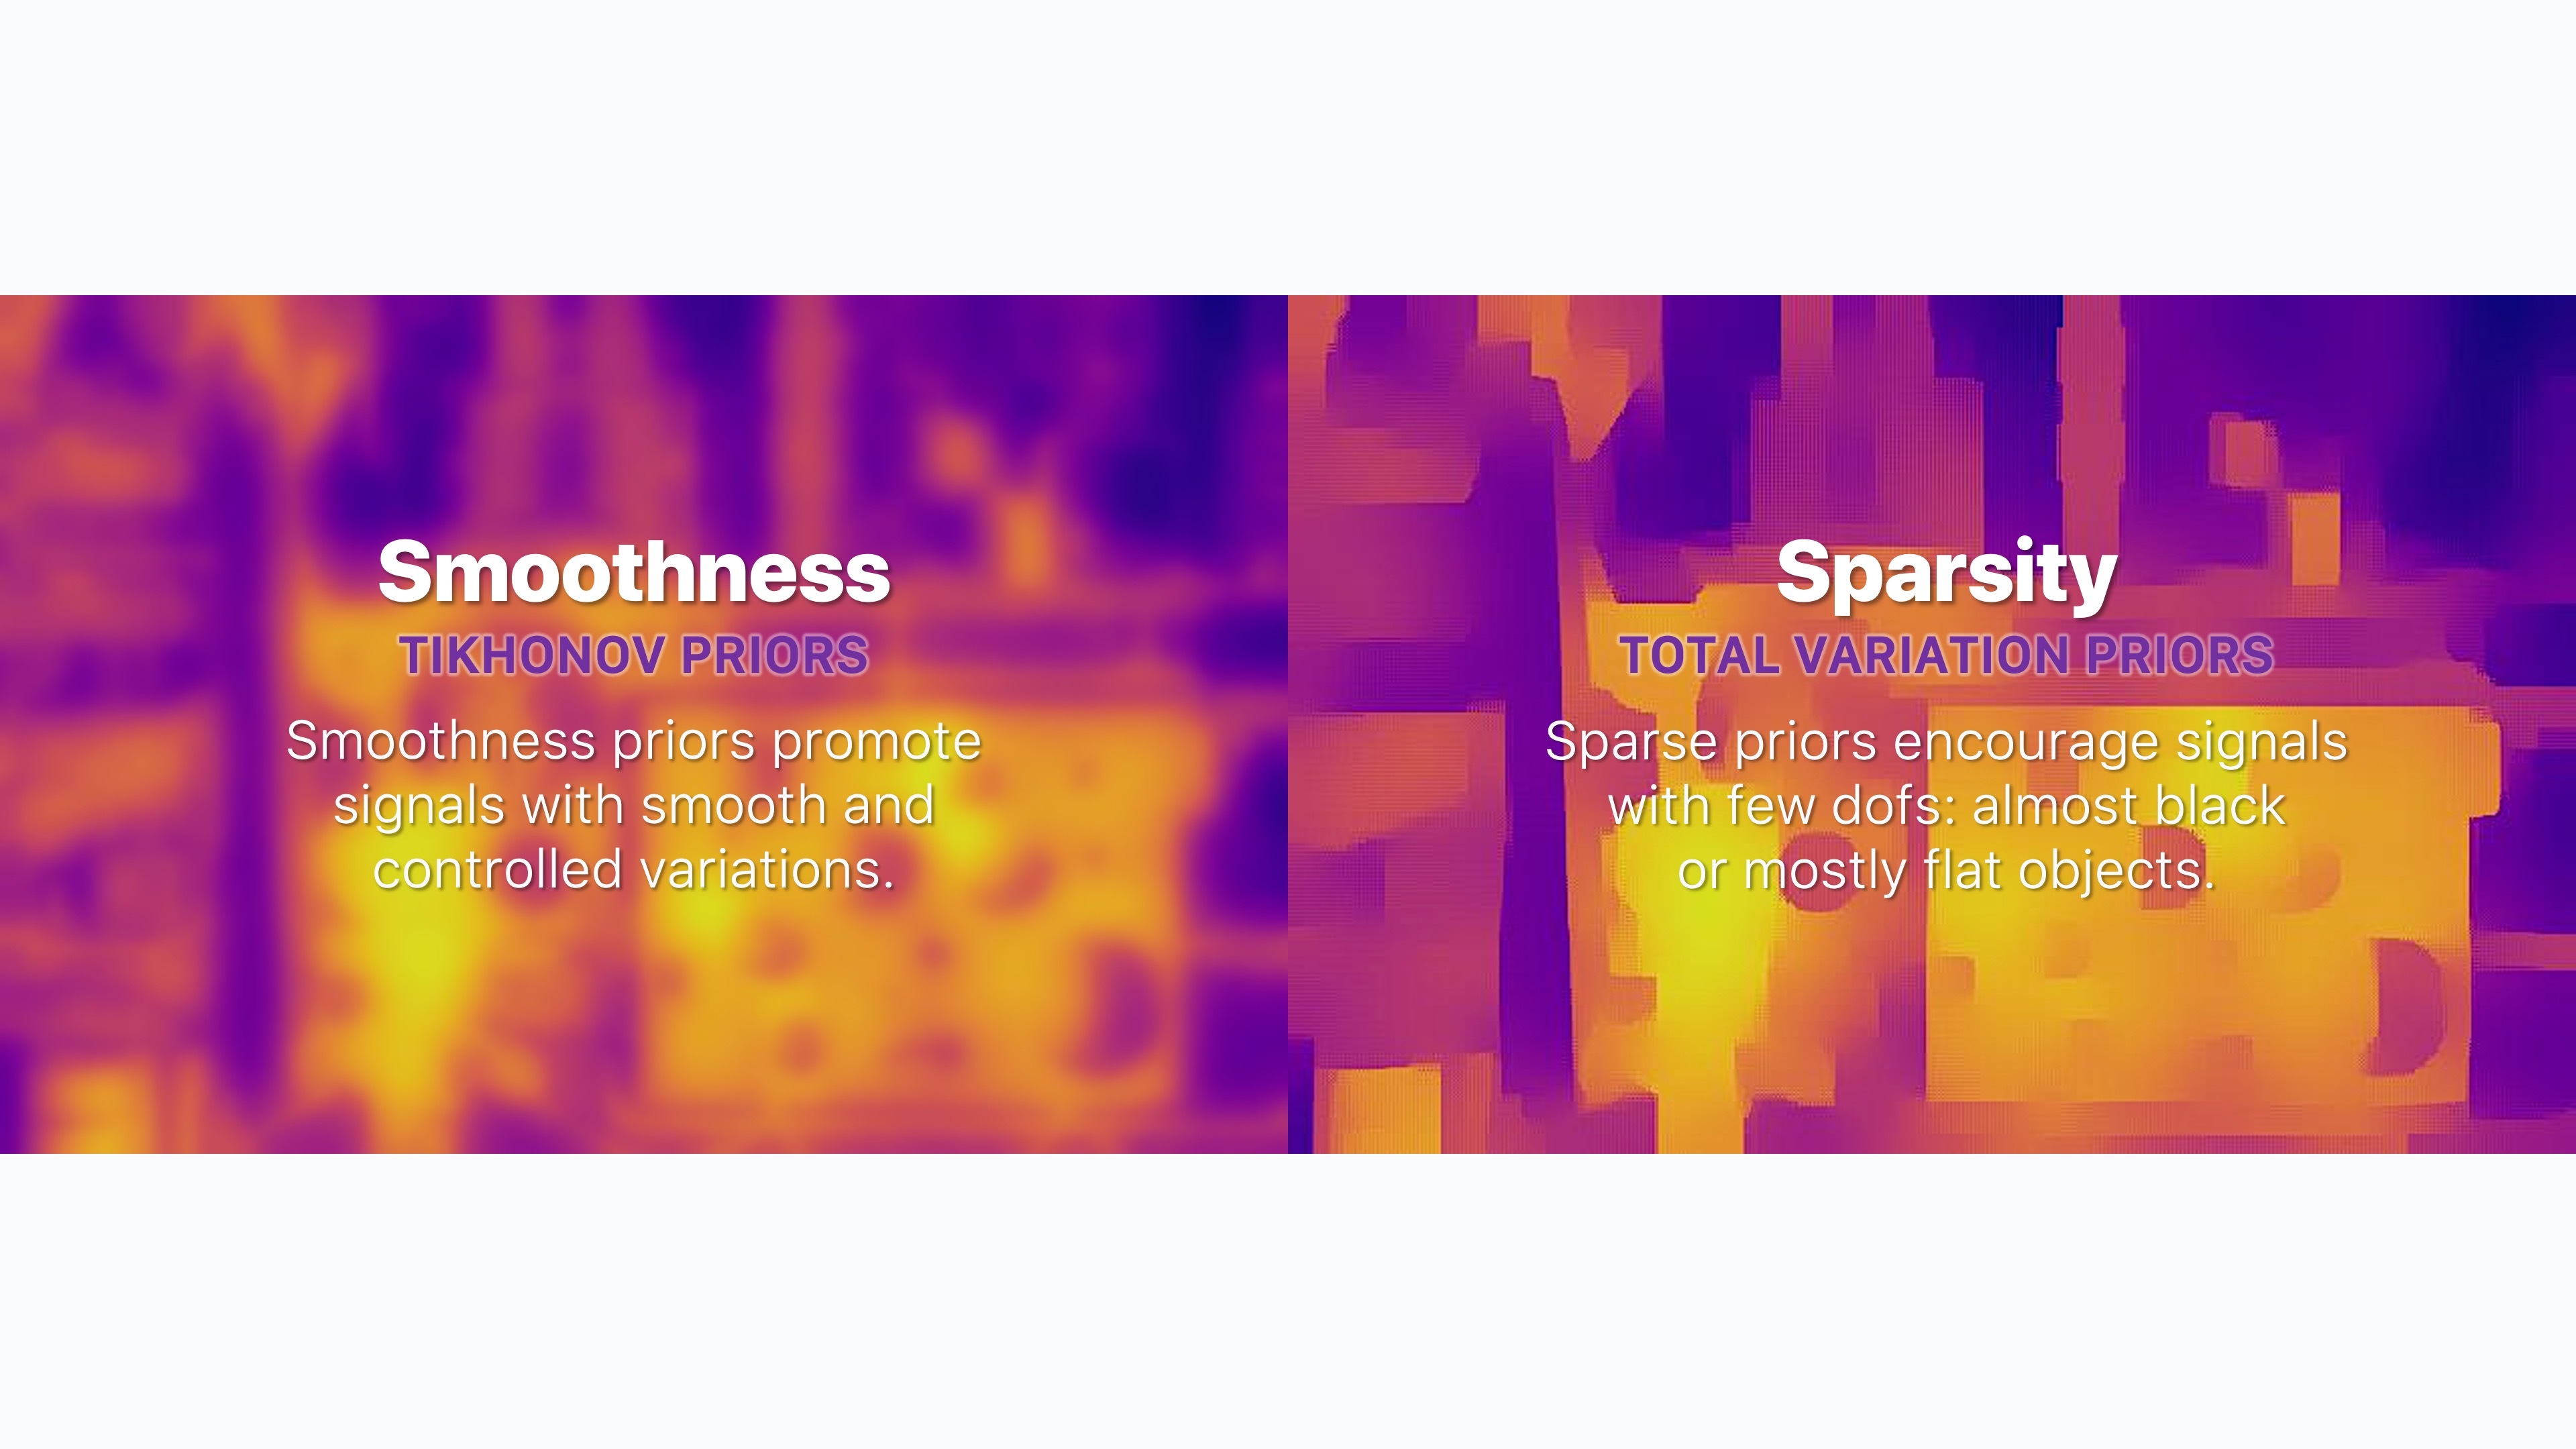 Smoothness
TIKHONOV PRIORS
Smoothness priors promote
signals with smooth and
controlled variations.
Sparsity
TOTAL VARIATION PRIORS
Sparse priors encourage signals
with few dofs: almost black
or mostly flat objects.